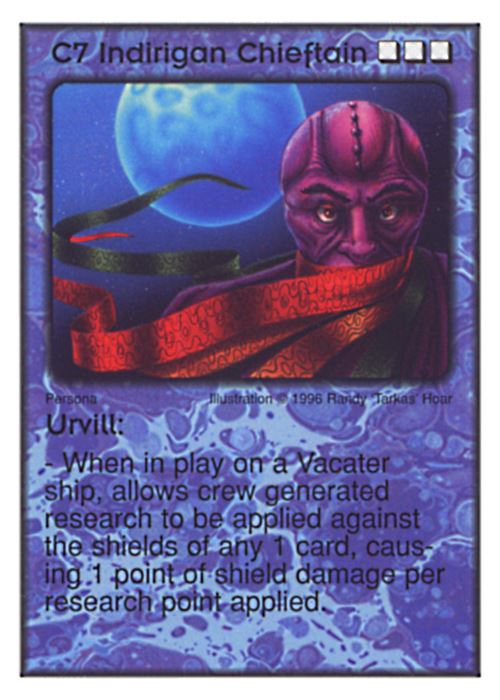 C7 Indirigan Chieftain
Persona
Illustration © 1996 Randy 'Tarkas' Hoar
Urvill:
- When in play on a Vacater
ship, allows crew generated
research to be applied against
the shields of any 1 card, caus-
ing 1 point of shield damage per
research point applied.